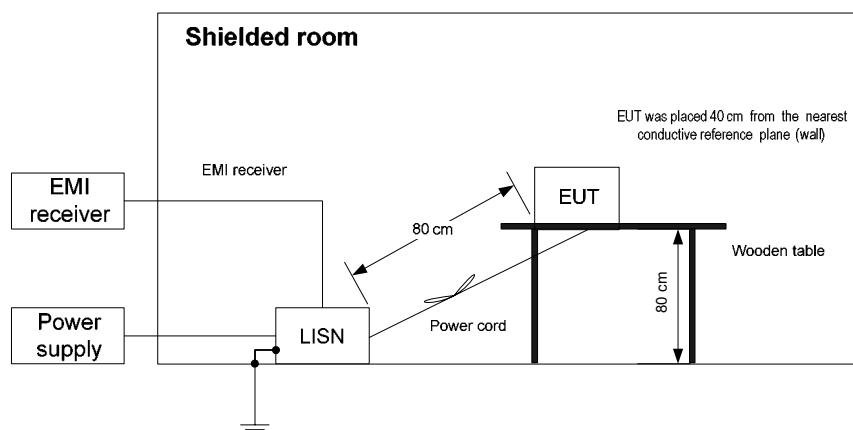 Shielded room
EUT was placed 40 cm from the nearest
conductive reference plane (wall)
EMI receiver
EMI
receiver
80 cm
EUT
Wooden table
80 cm
Power
supply
LISN
Power cord